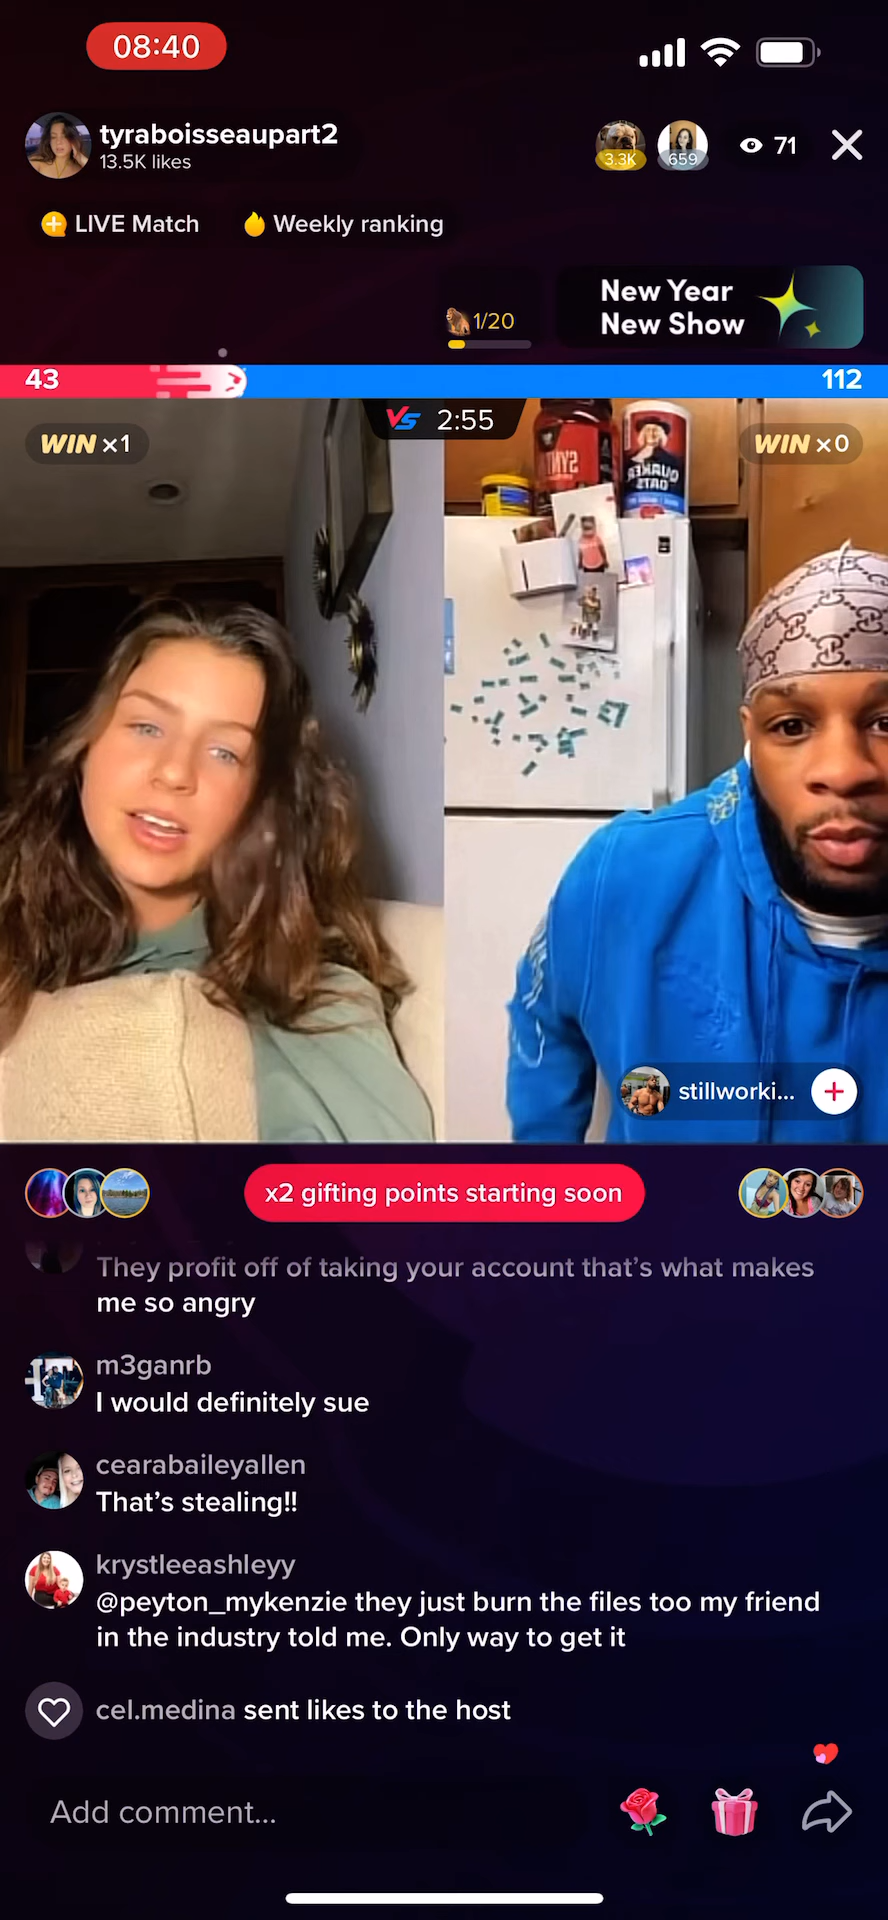 08:40
tyraboisseaupart2
13.5K likes
3.3K
659
71
LIVE Match
Weekly ranking
1/20
New Year
New Show
43
112
VS 2:55
WIN x1
WIN x0
QUAKER
OATS
stillworki...
x2 gifting points starting soon
They profit off of taking your account that’s what makes
me so angry
m3ganrb
I would definitely sue
cearabaileyallen
That’s stealing!!
krystleeashleyy
@peyton_mykenzie they just burn the files too my friend
in the industry told me. Only way to get it
cel.medina sent likes to the host
Add comment...